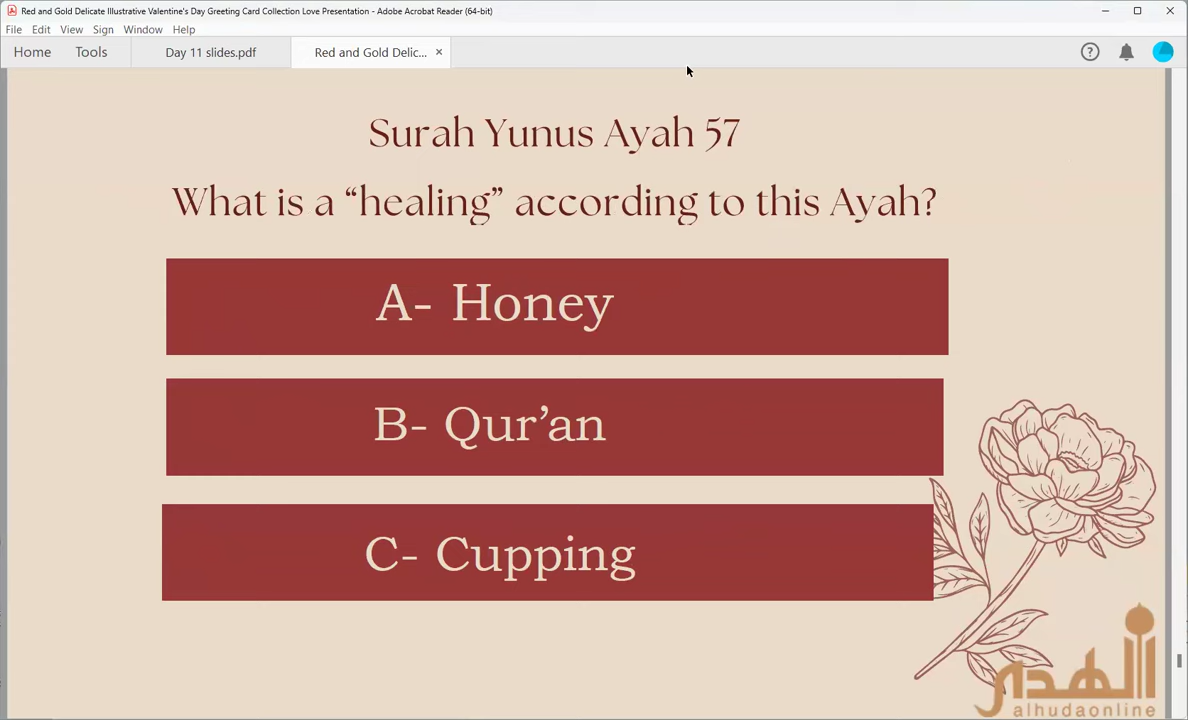 Red and Gold Delicate Illustrative Valentine's Day Greeting Card Collection Love Presentation - Adobe Acrobat Reader (64-bit)
File Edit View Sign Window Help
Home Tools Day 11 slides.pdf Red and Gold Delic... ×
Surah Yunus Ayah 57
What is a “healing” according to this Ayah?
A- Honey
B- Qur’an
C- Cupping
الهدى
alhudaonline